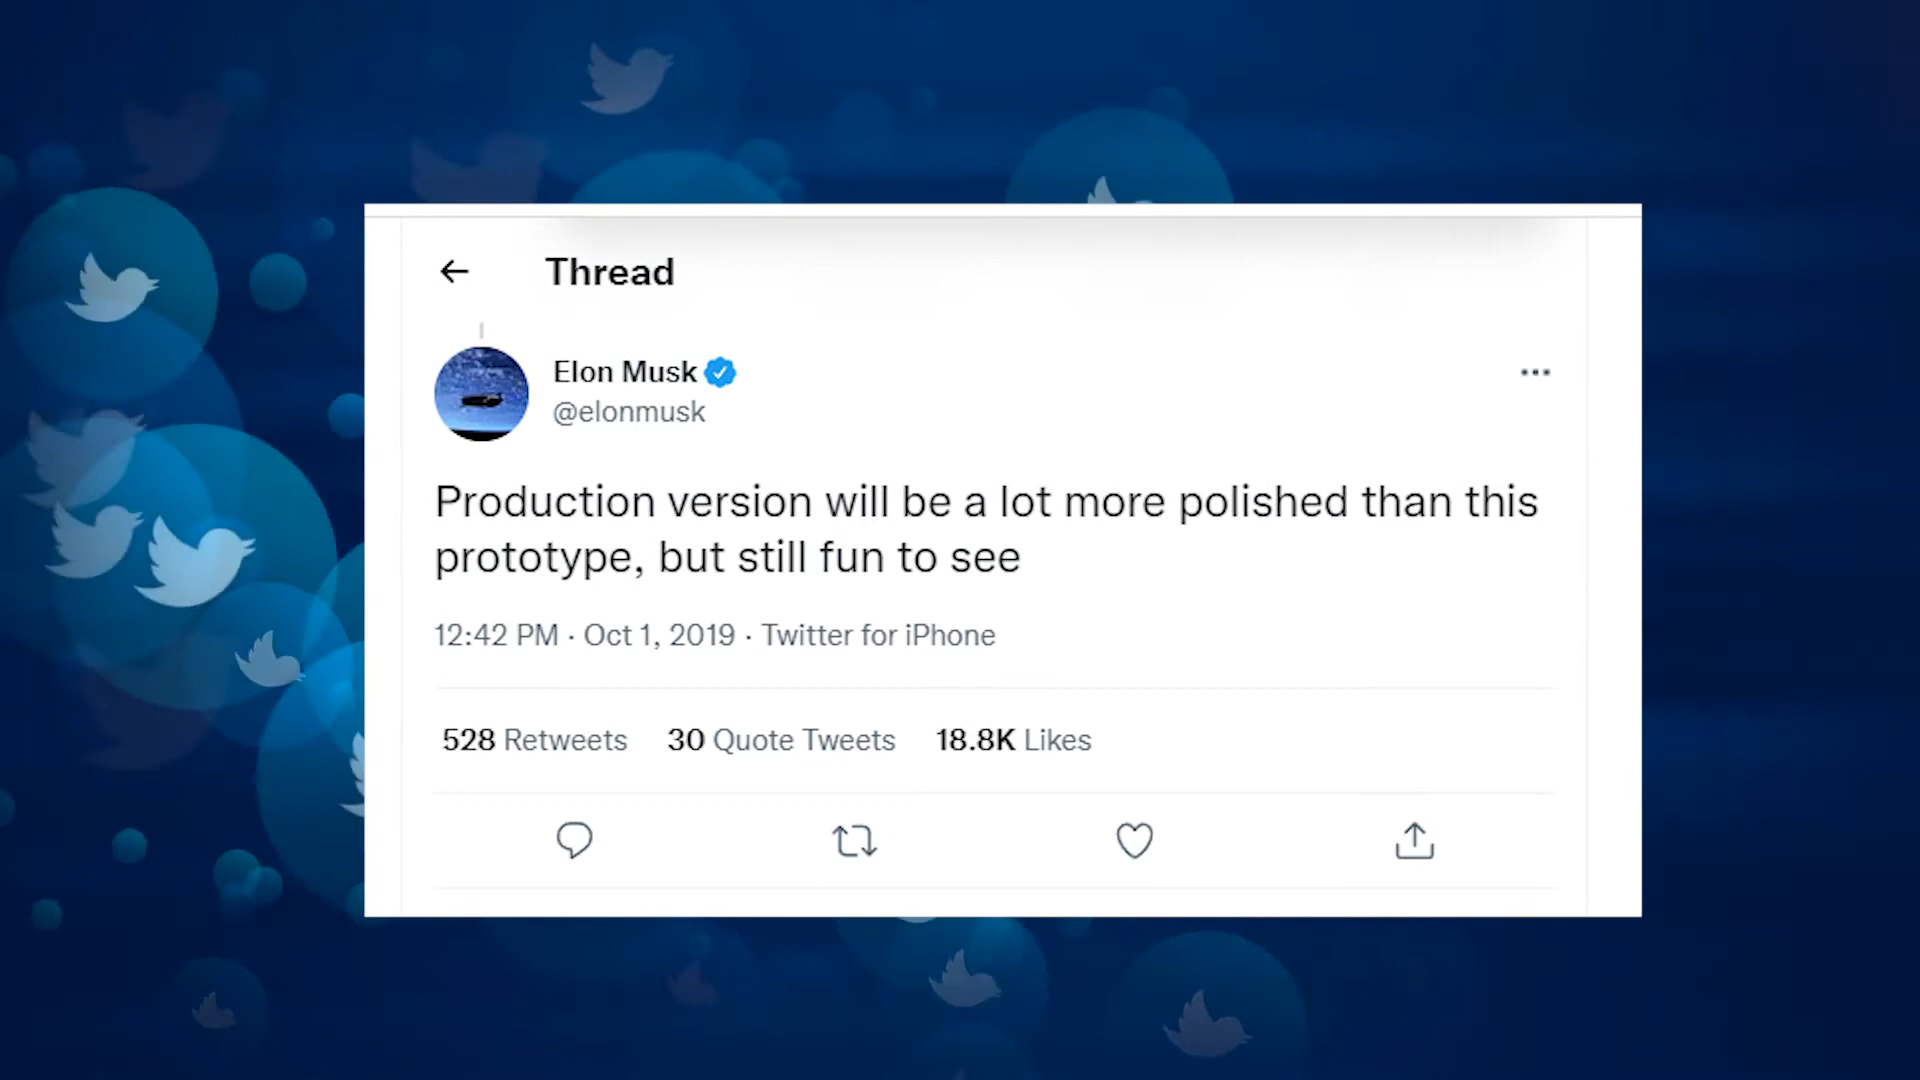 Thread
Elon Musk
@elonmusk
Production version will be a lot more polished than this
prototype, but still fun to see
12:42 PM · Oct 1, 2019 · Twitter for iPhone
528 Retweets 30 Quote Tweets 18.8K Likes